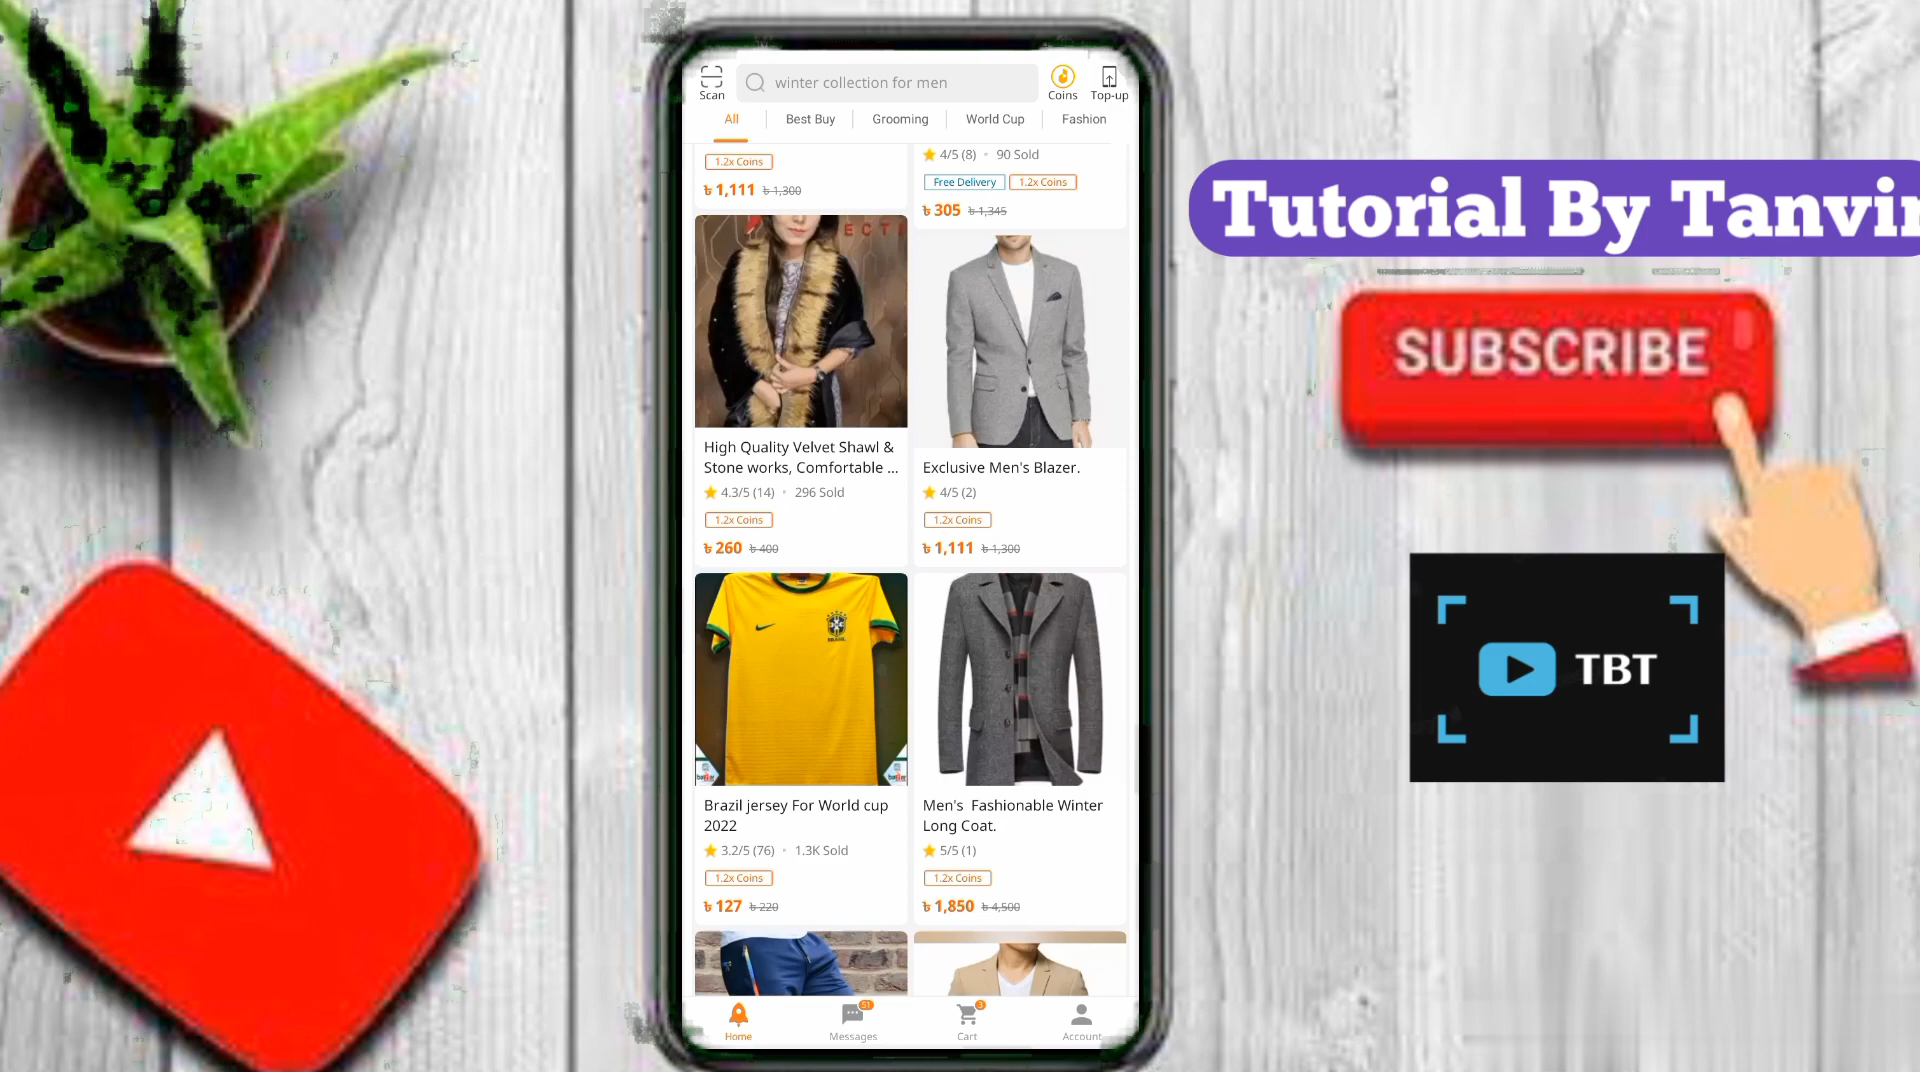 Scan
winter collection for men
Coins
Top-up
All
Best Buy
Grooming
World Cup
Fashion
1.2x Coins
৳ 1,111 ৳ 1,300
4/5 (8) • 90 Sold
Free Delivery 1.2x Coins
৳ 305 ৳ 1,345
ECTI
High Quality Velvet Shawl &
Stone works, Comfortable ...
4.3/5 (14) • 296 Sold
1.2x Coins
৳ 260 ৳ 400
Exclusive Men's Blazer.
4/5 (2)
1.2x Coins
৳ 1,111 ৳ 1,300
BRASIL
Brazil jersey For World cup
2022
3.2/5 (76) • 1.3K Sold
1.2x Coins
৳ 127 ৳ 220
Men's Fashionable Winter
Long Coat.
5/5 (1)
1.2x Coins
৳ 1,850 ৳ 4,500
Home
51
Messages
3
Cart
Account
Tutorial By Tanvir
SUBSCRIBE
TBT